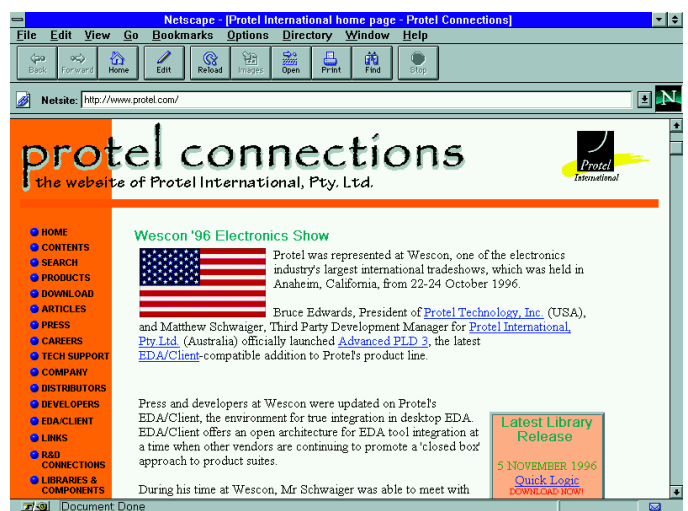 Netscape - [Protel International home page - Protel Connections]
File Edit View Go Bookmarks Options Directory Window Help
Back Forward Home Edit Reload Images Open Print Find Stop
Netsite: http://www.protel.com/
N
protel connections
the website of Protel International, Pty. Ltd.
Protel
International
HOME
CONTENTS
SEARCH
PRODUCTS
DOWNLOAD
ARTICLES
PRESS
CAREERS
TECH SUPPORT
COMPANY
DISTRIBUTORS
DEVELOPERS
EDA/CLIENT
LINKS
R&D
CONNECTIONS
LIBRARIES &
COMPONENTS
Wescon '96 Electronics Show
Protel was represented at Wescon, one of the electronics
industry's largest international tradeshows, which was held in
Anaheim, California, from 22-24 October
1996.
Bruce Edwards, President of Protel Technology, Inc. (USA),
and Matthew Schwaiger, Third Party Development Manager for Protel International,
Pty.Ltd. (Australia) officially launched Advanced PLD 3, the latest
EDA/Client-compatible addition to Protel's product line.
Press and developers at Wescon were updated on Protel's
EDA/Client, the environment for true integration in desktop EDA.
EDA/Client offers an open architecture for EDA tool integration at
a time when other vendors are continuing to promote a 'closed box'
approach to product suites.
During his time at Wescon, Mr Schwaiger was able to meet with
Latest Library
Release
5 NOVEMBER 1996
Quick Logic
DOWNLOAD NOW!
Document Done